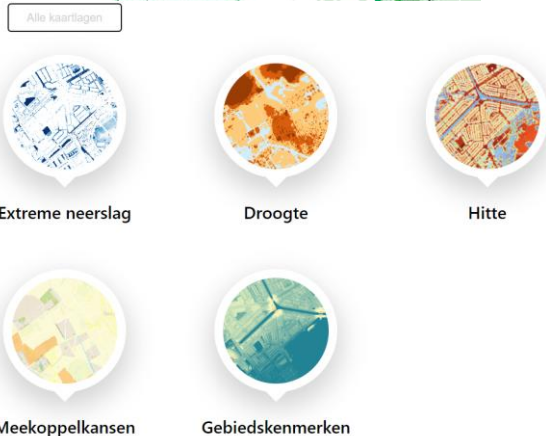 Alle kaartlagen
Extreme neerslag
Droogte
Hitte
Meekoppelkansen
Gebiedskenmerken